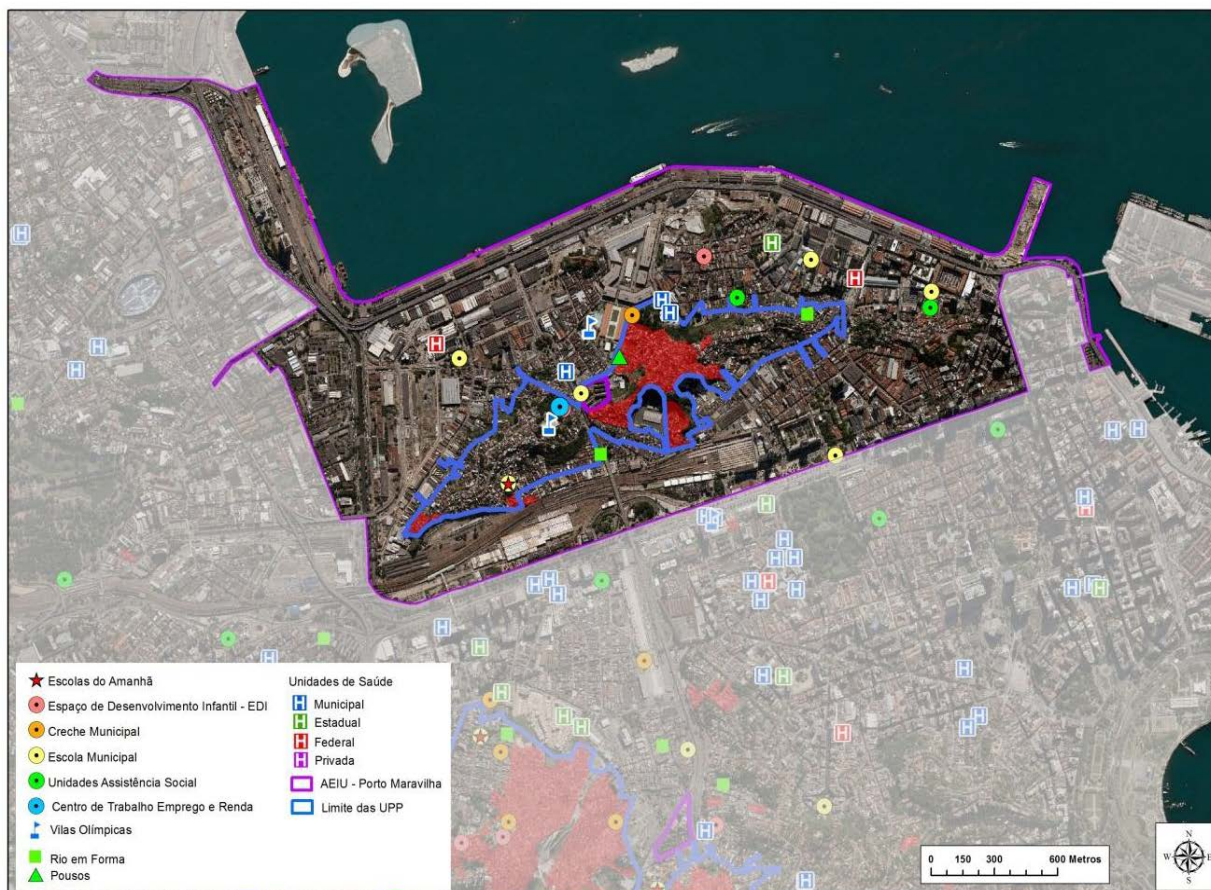 Escolas do Amanhã
Espaço de Desenvolvimento Infantil - EDI
Creche Municipal
Escola Municipal
Unidades Assistência Social
Centro de Trabalho Emprego e Renda
Vilas Olímpicas
Rio em Forma
Pousos
Unidades de Saúde
H Municipal
H Estadual
H Federal
H Privada
AEIU - Porto Maravilha
Limite das UPP
0 150 300 600 Metros
N
W E
S